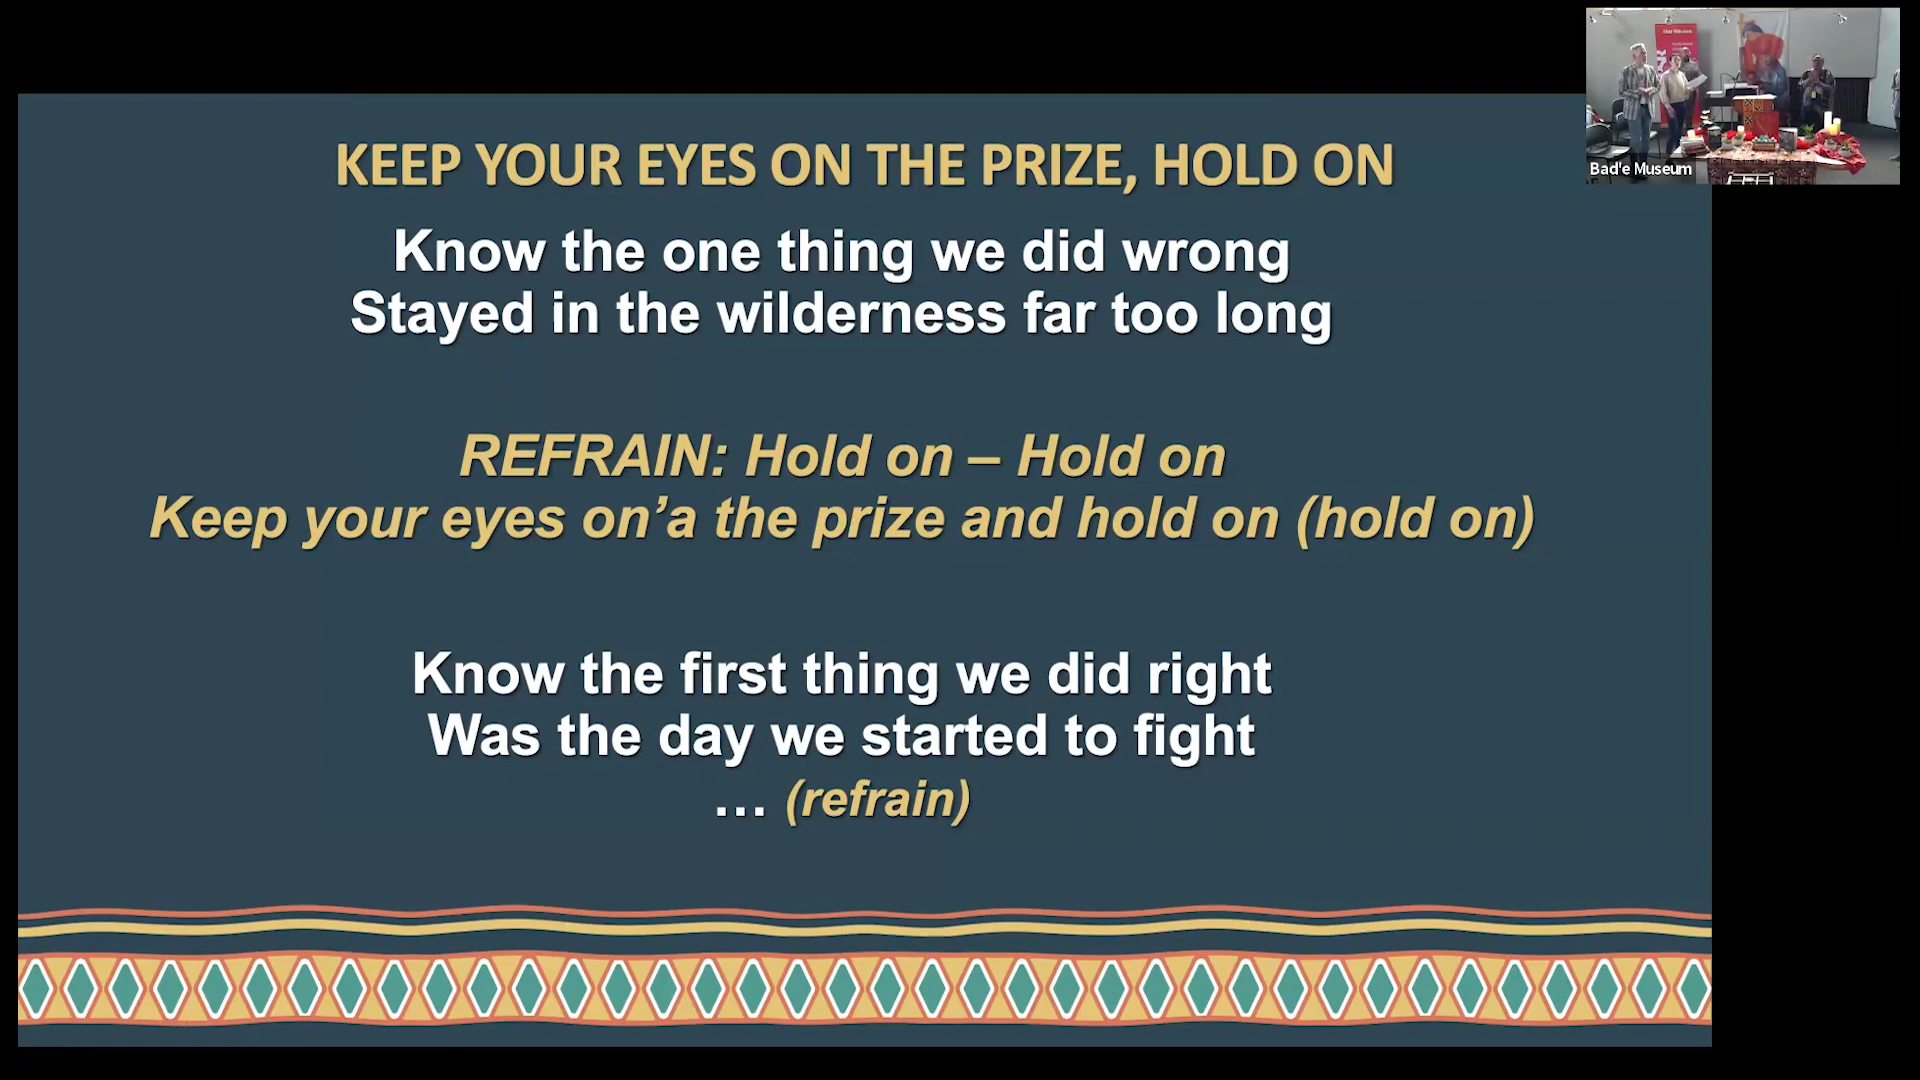 KEEP YOUR EYES ON THE PRIZE, HOLD ON
Know the one thing we did wrong
Stayed in the wilderness far too long
REFRAIN: Hold on – Hold on
Keep your eyes on’a the prize and hold on (hold on)
Know the first thing we did right
Was the day we started to fight
… (refrain)
Bad'e Museum